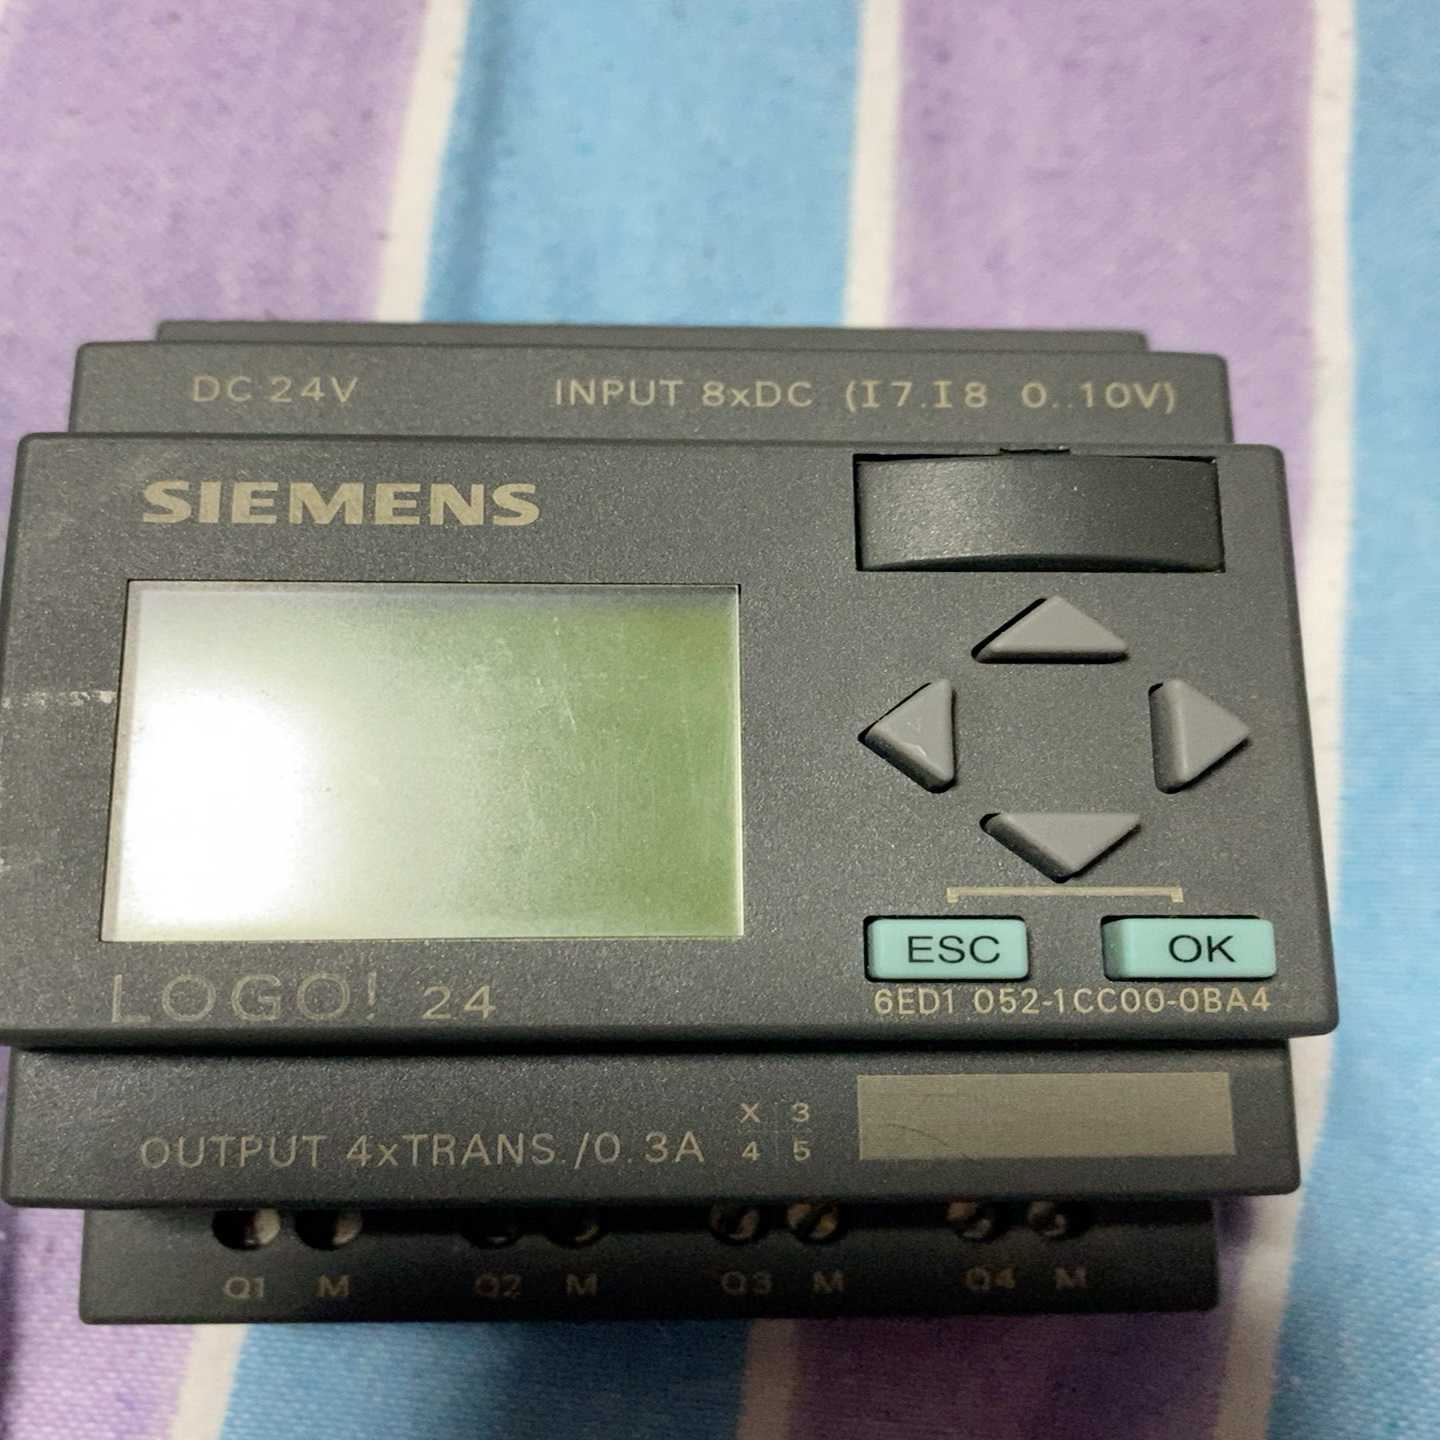 DC 24V INPUT 8xDC (I7.I8 0..10V)
SIEMENS
ESC OK
LOGO! 24 6ED1 052-1CC00-0BA4
OUTPUT 4xTRANS./0.3A
X 3
4 5
Q1 M Q2 M Q3 M Q4 M